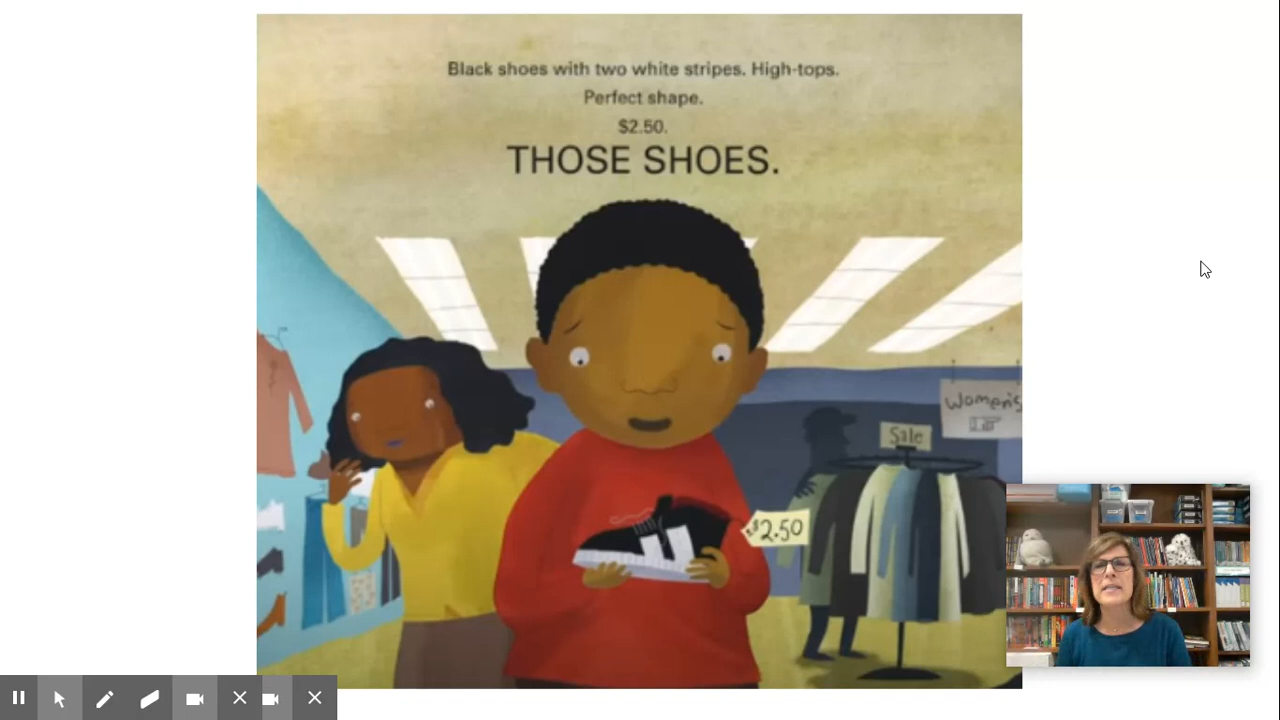 Black shoes with two white stripes. High-tops.
Perfect shape.
$2.50.
THOSE SHOES.
Women's
Sale
$2.50